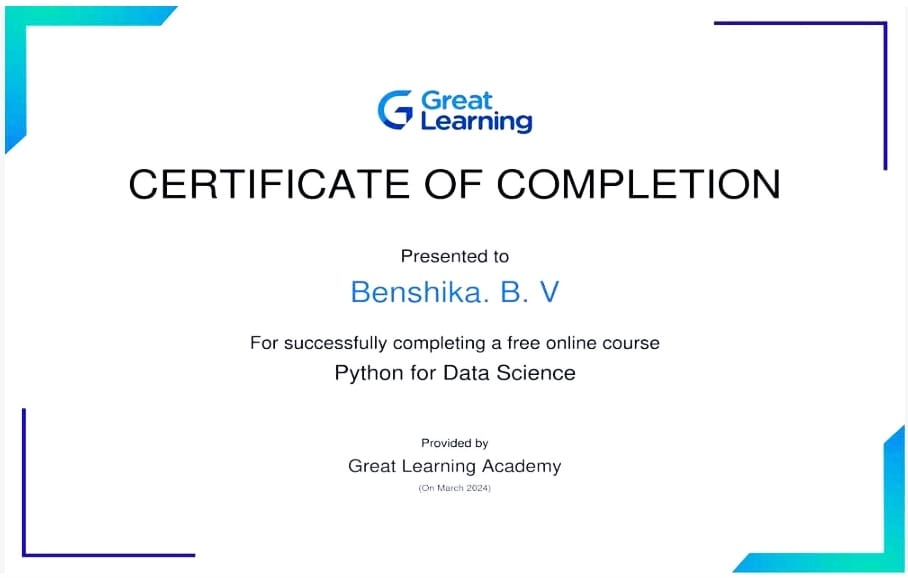 Great
Learning
CERTIFICATE OF COMPLETION
Presented to
Benshika. B. V
For successfully completing a free online course
Python for Data Science
Provided by
Great Learning Academy
(On March 2024)